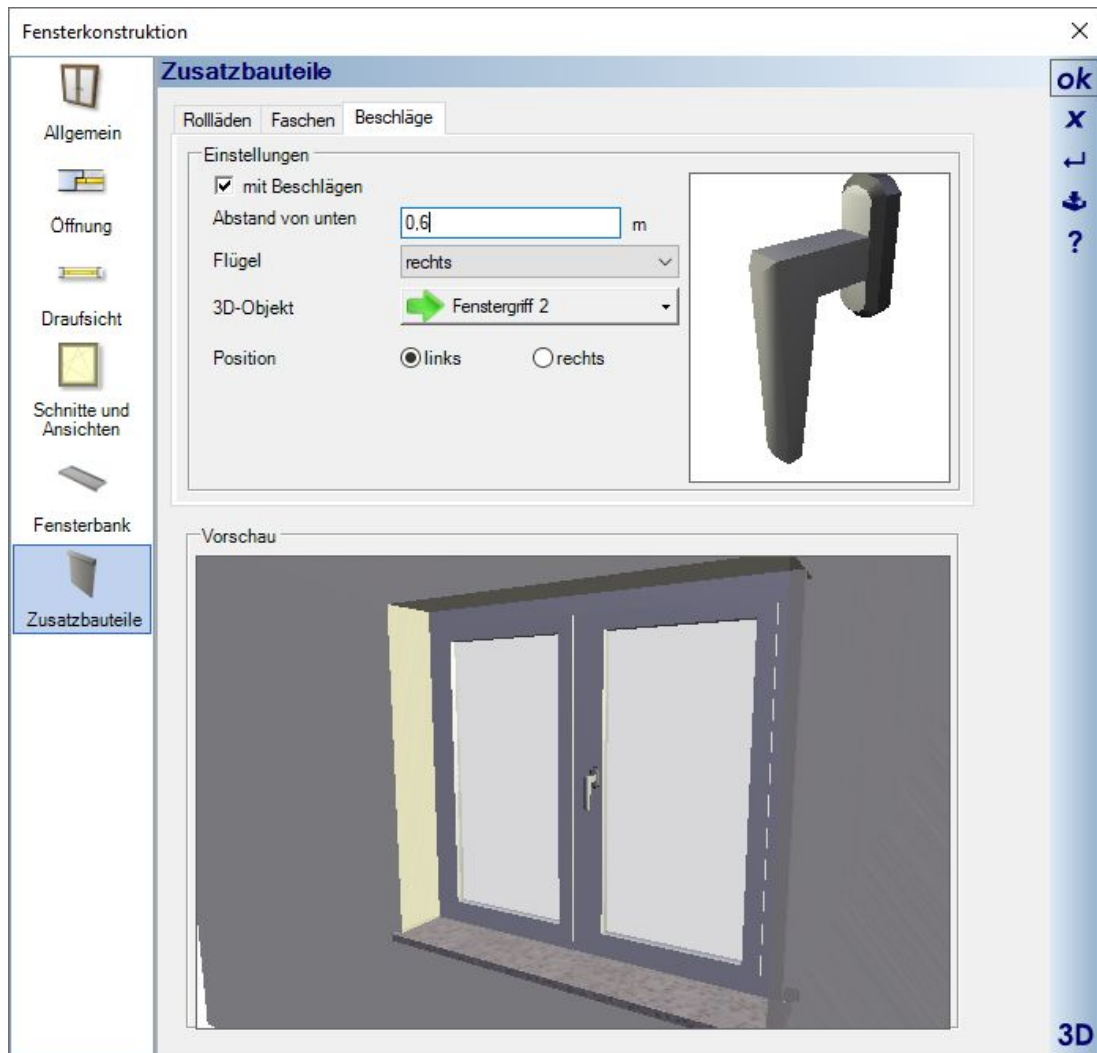 Fensterkonstruktion
Allgemein
Öffnung
Draufsicht
Schnitte und
Ansichten
Fensterbank
Zusatzbauteile
Zusatzbauteile
Rollläden Faschen Beschläge
Einstellungen
mit Beschlägen
Abstand von unten 0.6 m
Flügel rechts
3D-Objekt Fenstergriff 2
Position links rechts
Vorschau
ok
x
?
3D